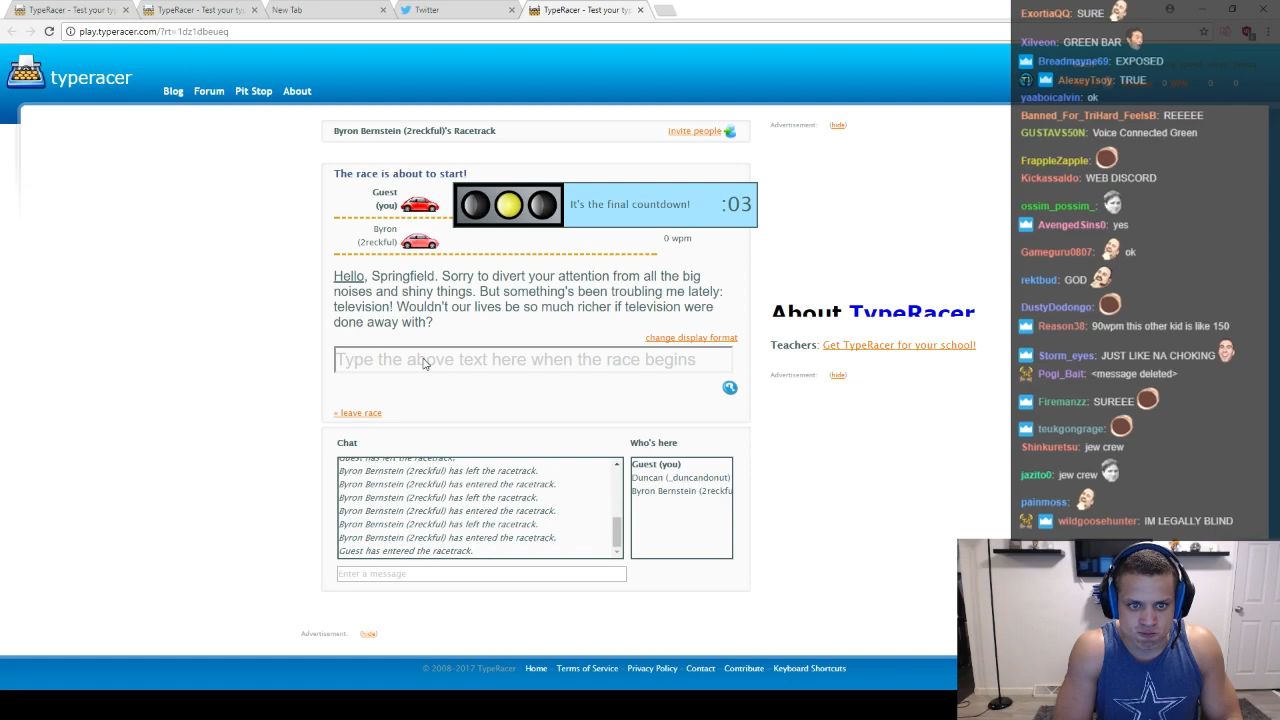 TypeRacer - Test your typ
TypeRacer - Test your typ
New Tab
Twitter
TypeRacer - Test your typ
play.typeracer.com/?rt=1dz1dbeueq
typeracer
Blog Forum Pit Stop About
Byron Bernstein (2reckful)'s Racetrack
invite people
The race is about to start!
Guest
(you)
It's the final countdown! :03
Byron
(2reckful)
0 wpm
Hello, Springfield. Sorry to divert your attention from all the big
noises and shiny things. But something's been troubling me lately:
television! Wouldn't our lives be so much richer if television were
done away with?
change display format
Type the above text here when the race begins
« leave race
Chat
Byron Bernstein (2reckful) has left the racetrack.
Byron Bernstein (2reckful) has entered the racetrack.
Byron Bernstein (2reckful) has left the racetrack.
Byron Bernstein (2reckful) has entered the racetrack.
Byron Bernstein (2reckful) has left the racetrack.
Byron Bernstein (2reckful) has entered the racetrack.
Guest has entered the racetrack.
Enter a message
Who's here
Guest (you)
Duncan (_duncandonut)
Byron Bernstein (2reckfu
Advertisement: (hide)
About TypeRacer
Teachers: Get TypeRacer for your school!
Advertisement: (hide)
Advertisement: (hide)
© 2008-2017 TypeRacer Home - Terms of Service - Privacy Policy - Contact - Contribute - Keyboard Shortcuts
ExortiaQQ: SURE
Xilveon: GREEN BAR
Breadmayne69: EXPOSED
AlexeyTsoy: TRUE
yaaboicalvin: ok
Banned_For_TriHard_FeelsB: REEEEE
GUSTAVS50N: Voice Connected Green
FrappleZapple:
Kickassaldo: WEB DISCORD
ossim_possim_:
AvengedSins0: yes
Gameguru0807: ok
rektbud: GOD
DustyDodongo:
Reason38: 90wpm this other kid is like 150
Storm_eyes: JUST LIKE NA CHOKING
Pogi_Bait: <message deleted>
Firemanzz: SUREEE
teukgongrage:
Shinkuretsu: jew crew
jazito0: jew crew
painmoss:
wildgoosehunter: IM LEGALLY BLIND